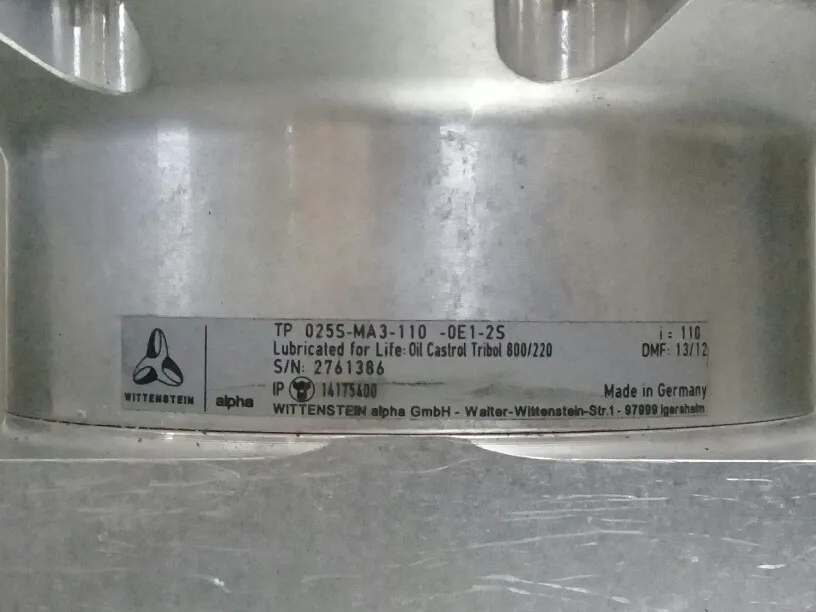 TP 025S-MA3-110 -0E1-2S i = 110
Lubricated for Life: Oil Castrol Tribol 800/220 DMF: 13/12
S/N: 2761386
IP 14175400 Made in Germany
WITTENSTEIN alpha
WITTENSTEIN alpha GmbH - Walter-Wittenstein-Str.1 - 97999 Igersheim